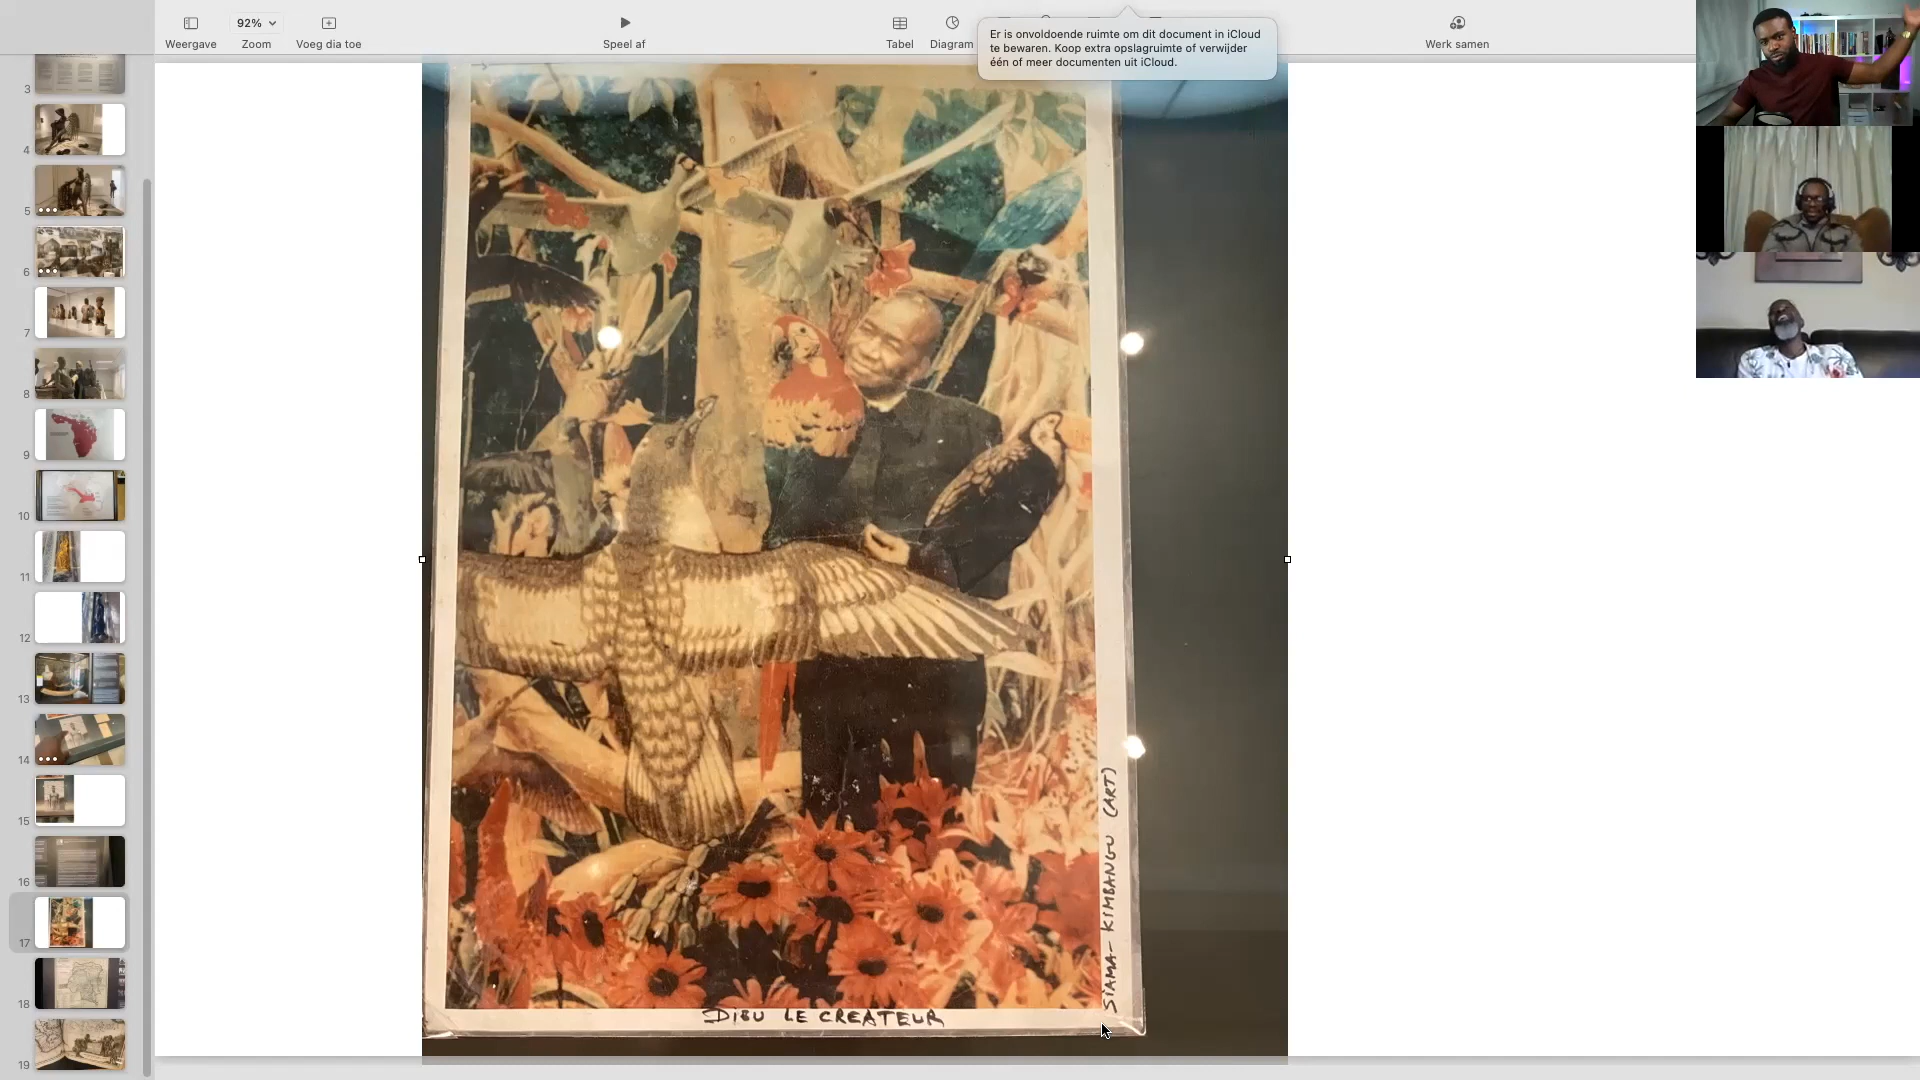 92%
Weergave
Zoom
Voeg dia toe
Speel af
Tabel
Diagram
Werk samen
Er is onvoldoende ruimte om dit document in iCloud
te bewaren. Koop extra opslagruimte of verwijder
één of meer documenten uit iCloud.
3
4
5
6
7
8
9
10
11
12
13
14
15
16
17
18
19
SIAMA-KIMBANGU (ART)
DIBU LE CREATEUR